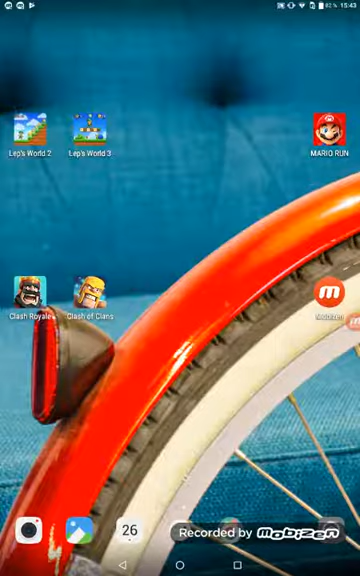 82% 15:43
Lep's World 2
Lep's World 3
MARIO RUN
Clash Royale
Clash of Clans
Mobizen
26
Recorded by Mobizen